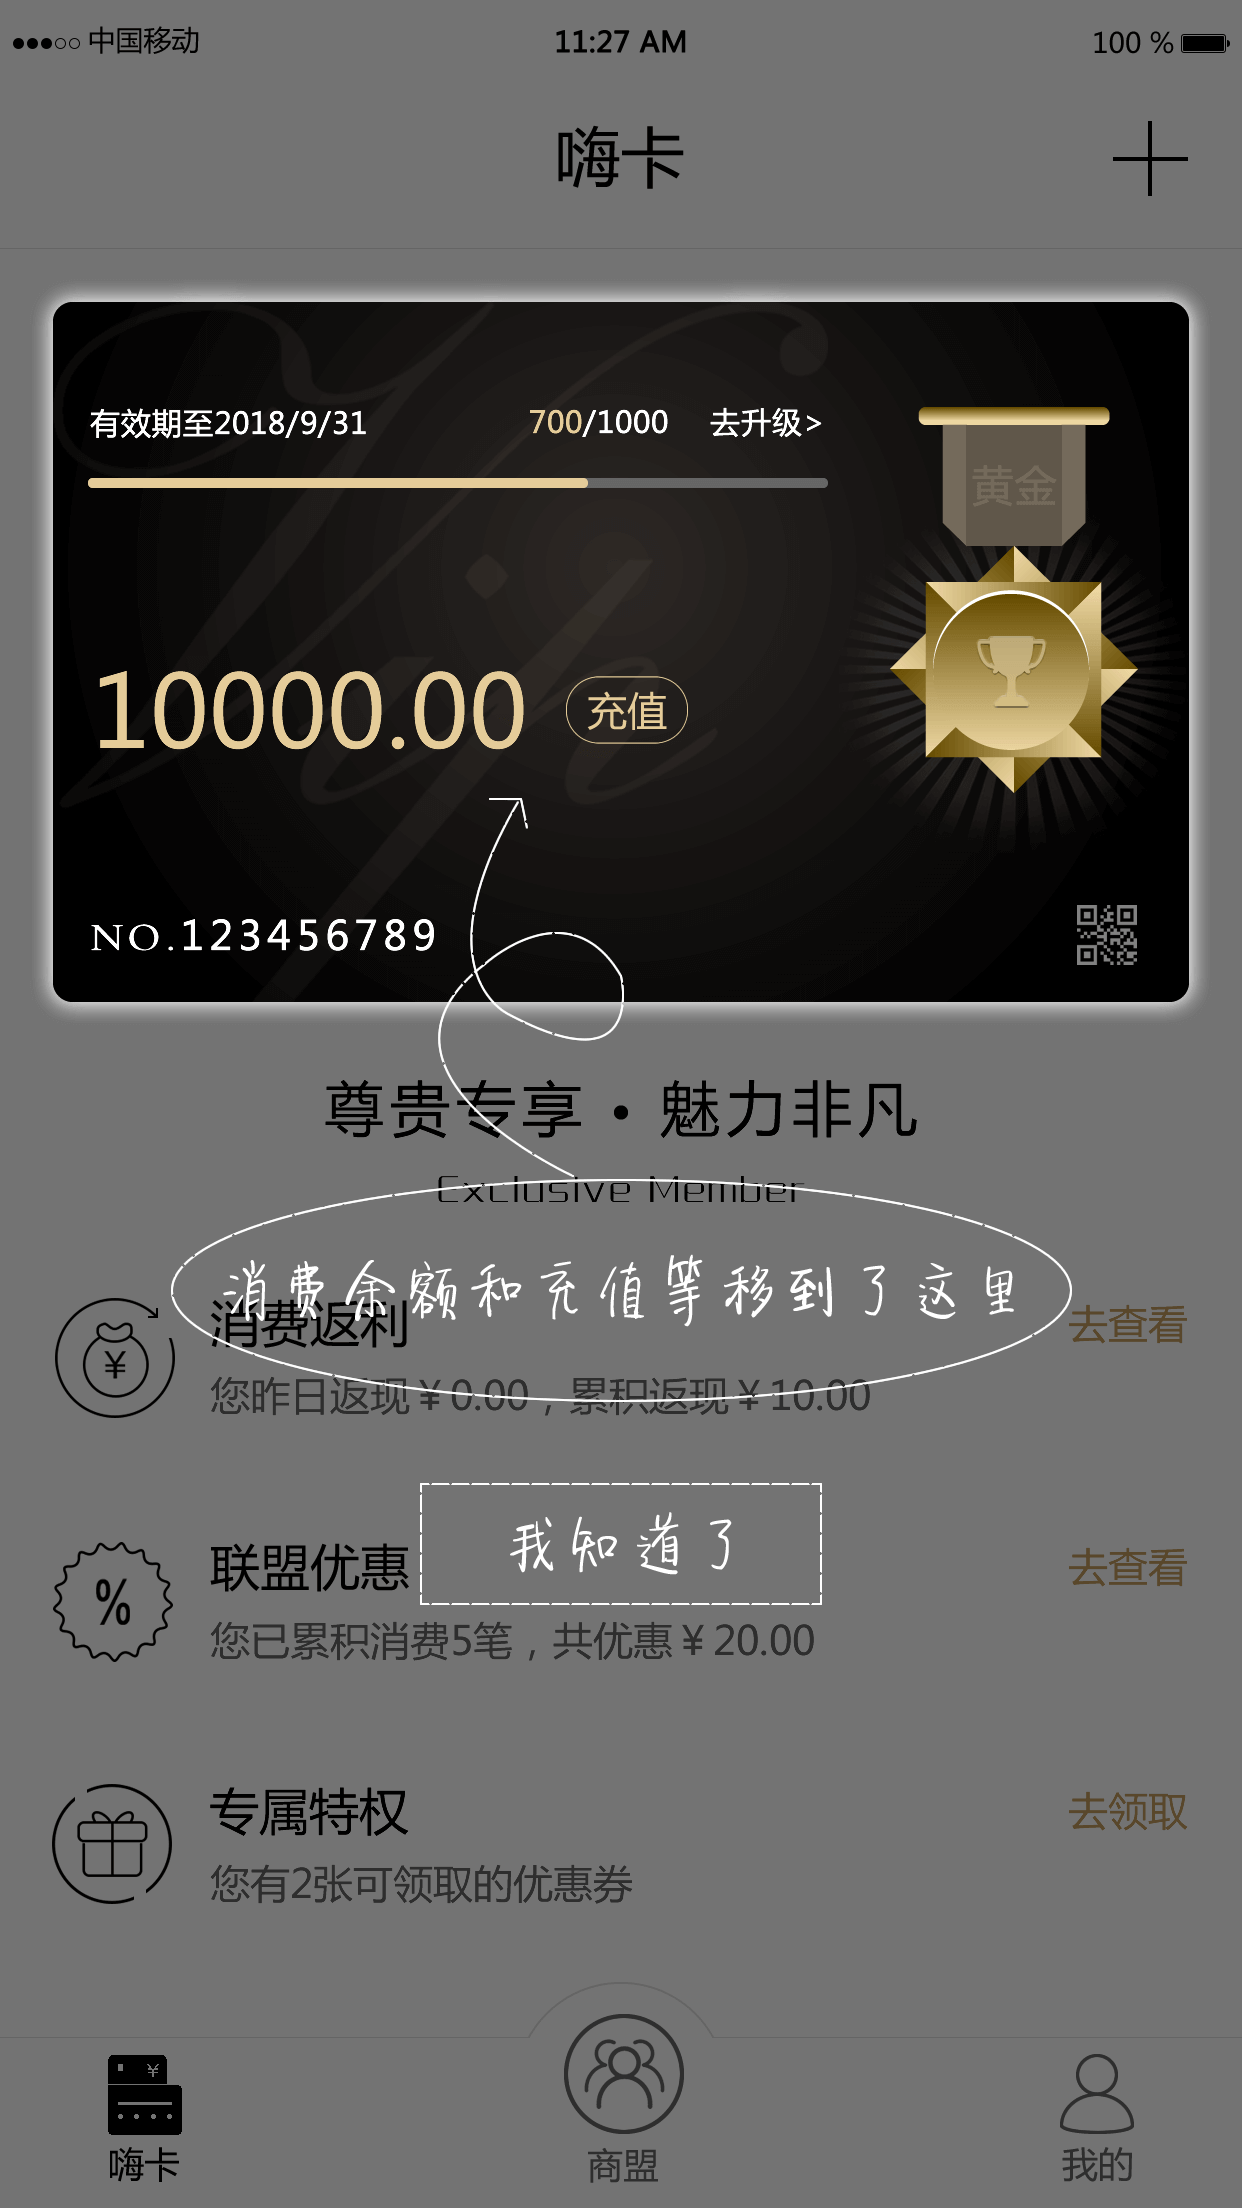 中国移动 11:27 AM 100 %
嗨卡
有效期至2018/9/31 700/1000 去升级>
黄金
10000.00 充值
NO.123456789
尊贵专享·魅力非凡
Exclusive Member
消费余额和充值等移到了这里
消费返利 去查看
您昨日返现¥0.00，累积返现¥10.00
我知道了
联盟优惠 去查看
您已累积消费5笔，共优惠¥20.00
专属特权 去领取
您有2张可领取的优惠券
嗨卡 商盟 我的